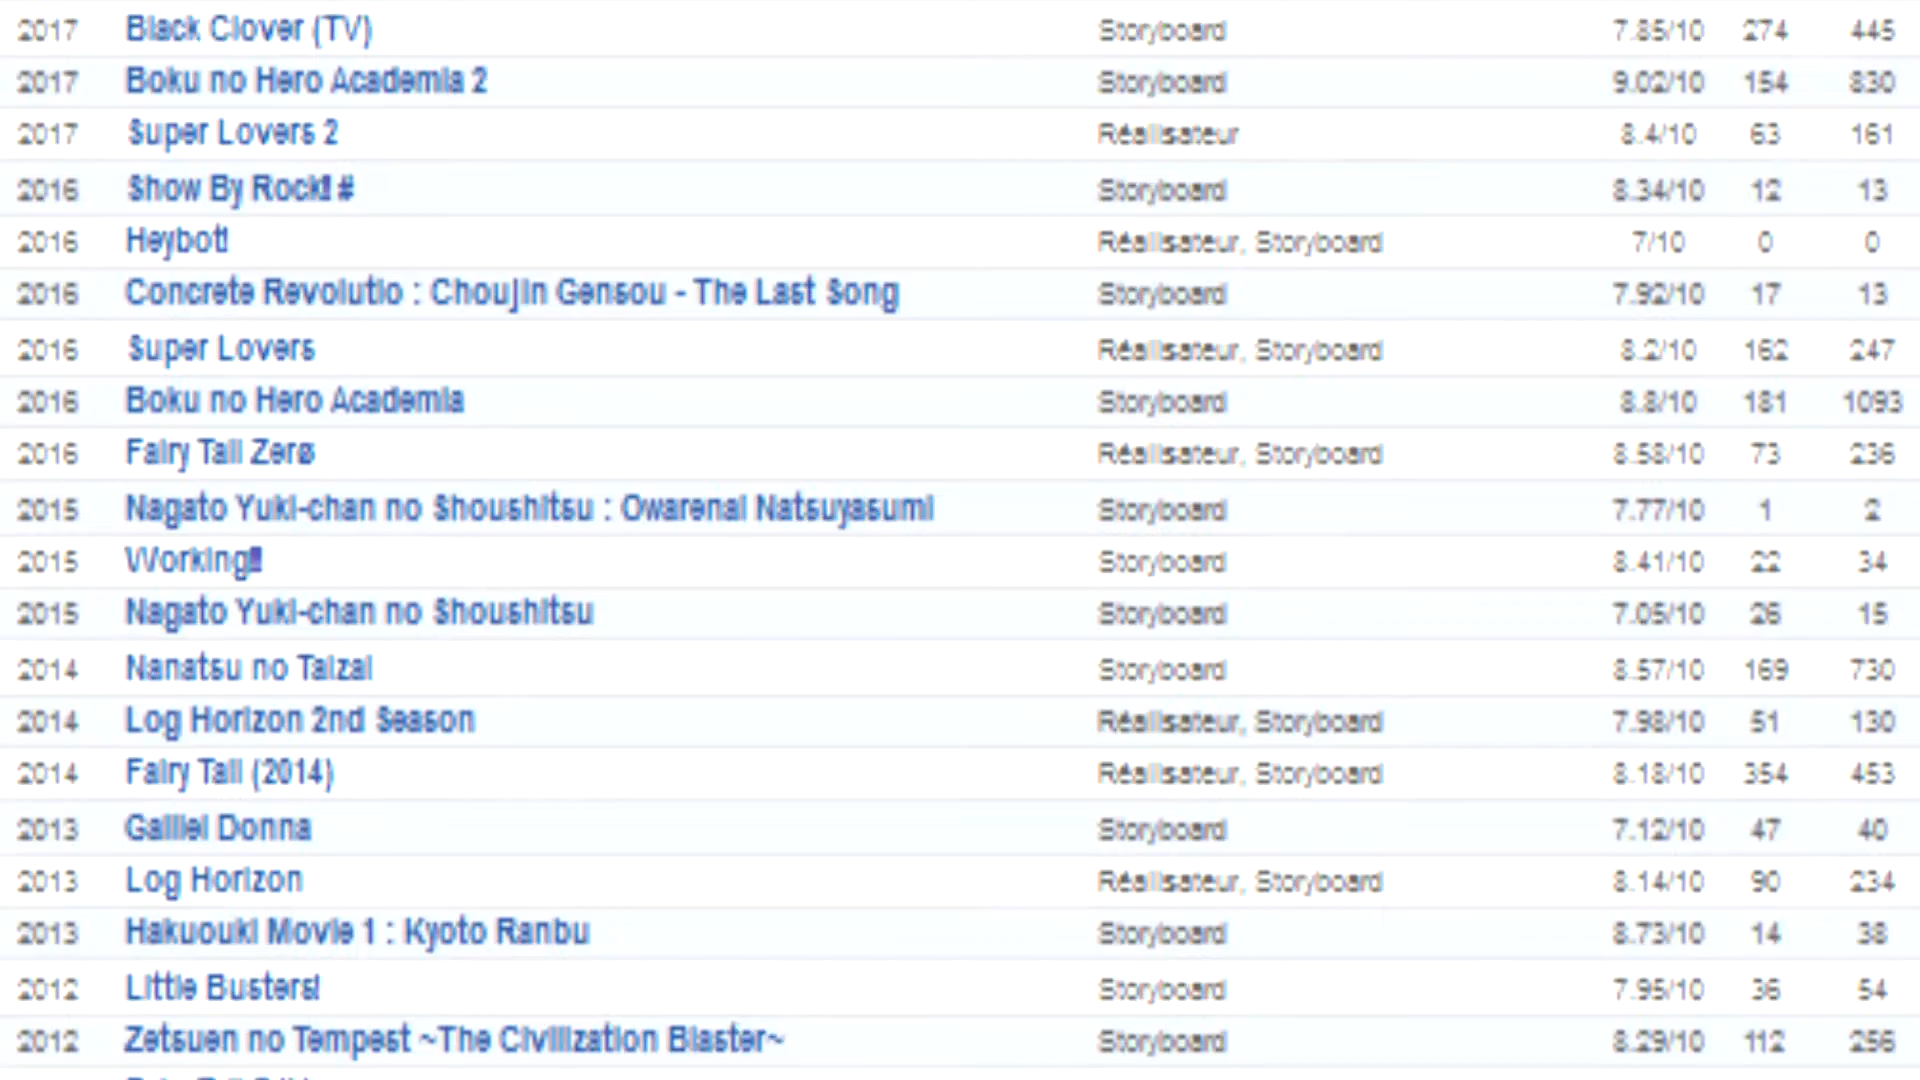 2017 Black Clover (TV) Storyboard 7.85/10 274 445
2017 Boku no Hero Academia 2 Storyboard 9.02/10 154 830
2017 Super Lovers 2 Réalisateur 8.4/10 63 161
2016 Show By Rock!! # Storyboard 8.34/10 12 13
2016 Heybot! Réalisateur, Storyboard 7/10 0 0
2016 Concrete Revolutio : Choujin Gensou - The Last Song Storyboard 7.92/10 17 13
2016 Super Lovers Réalisateur, Storyboard 8.2/10 162 247
2016 Boku no Hero Academia Storyboard 8.8/10 181 1093
2016 Fairy Tail Zerø Réalisateur, Storyboard 8.58/10 73 236
2015 Nagato Yuki-chan no Shoushitsu : Owarenai Natsuyasumi Storyboard 7.77/10 1 2
2015 Working!!! Storyboard 8.41/10 22 34
2015 Nagato Yuki-chan no Shoushitsu Storyboard 7.05/10 26 15
2014 Nanatsu no Taizai Storyboard 8.57/10 169 730
2014 Log Horizon 2nd Season Réalisateur, Storyboard 7.98/10 51 130
2014 Fairy Tail (2014) Réalisateur, Storyboard 8.18/10 354 453
2013 Galilei Donna Storyboard 7.12/10 47 40
2013 Log Horizon Réalisateur, Storyboard 8.14/10 90 234
2013 Hakuouki Movie 1 : Kyoto Ranbu Storyboard 8.73/10 14 38
2012 Little Busters! Storyboard 7.95/10 36 54
2012 Zetsuen no Tempest ~The Civilization Blaster~ Storyboard 8.29/10 112 256